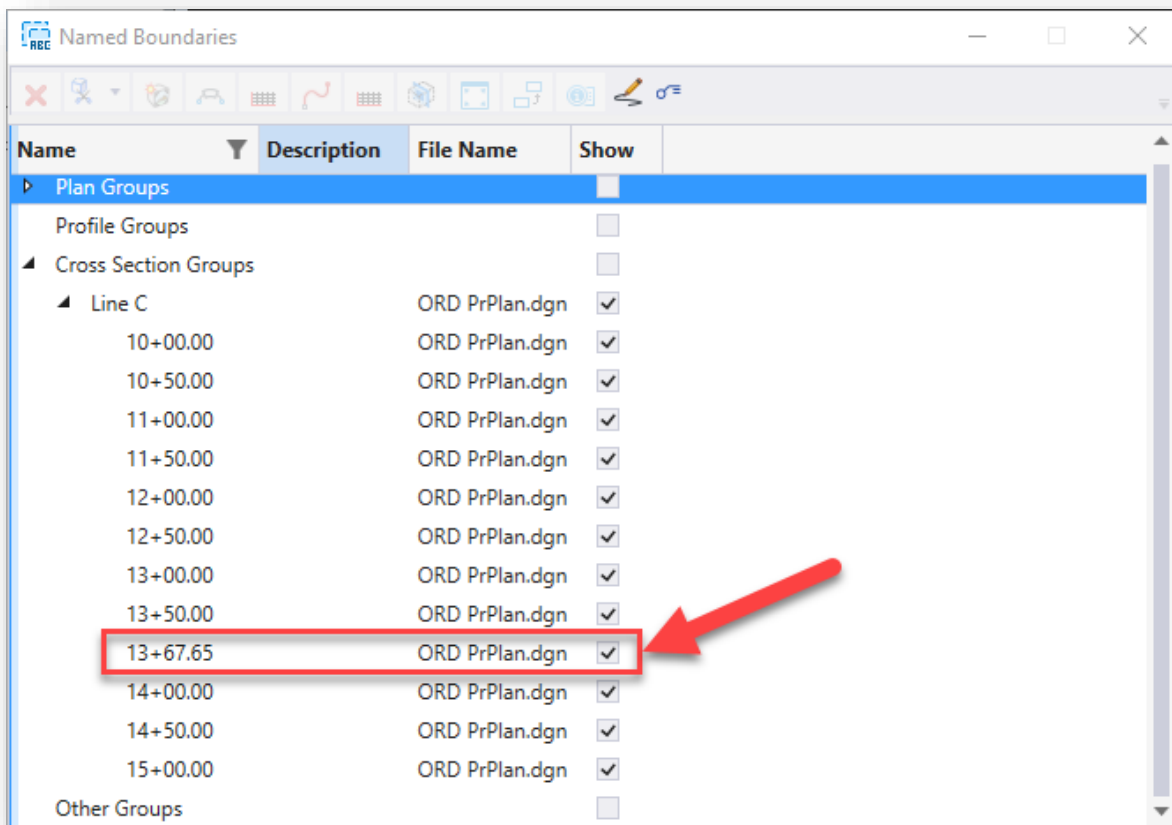 ABC Named Boundaries
Name Description File Name Show
Plan Groups
Profile Groups
Cross Section Groups
Line C ORD PrPlan.dgn
10+00.00 ORD PrPlan.dgn
10+50.00 ORD PrPlan.dgn
11+00.00 ORD PrPlan.dgn
11+50.00 ORD PrPlan.dgn
12+00.00 ORD PrPlan.dgn
12+50.00 ORD PrPlan.dgn
13+00.00 ORD PrPlan.dgn
13+50.00 ORD PrPlan.dgn
13+67.65 ORD PrPlan.dgn
14+00.00 ORD PrPlan.dgn
14+50.00 ORD PrPlan.dgn
15+00.00 ORD PrPlan.dgn
Other Groups